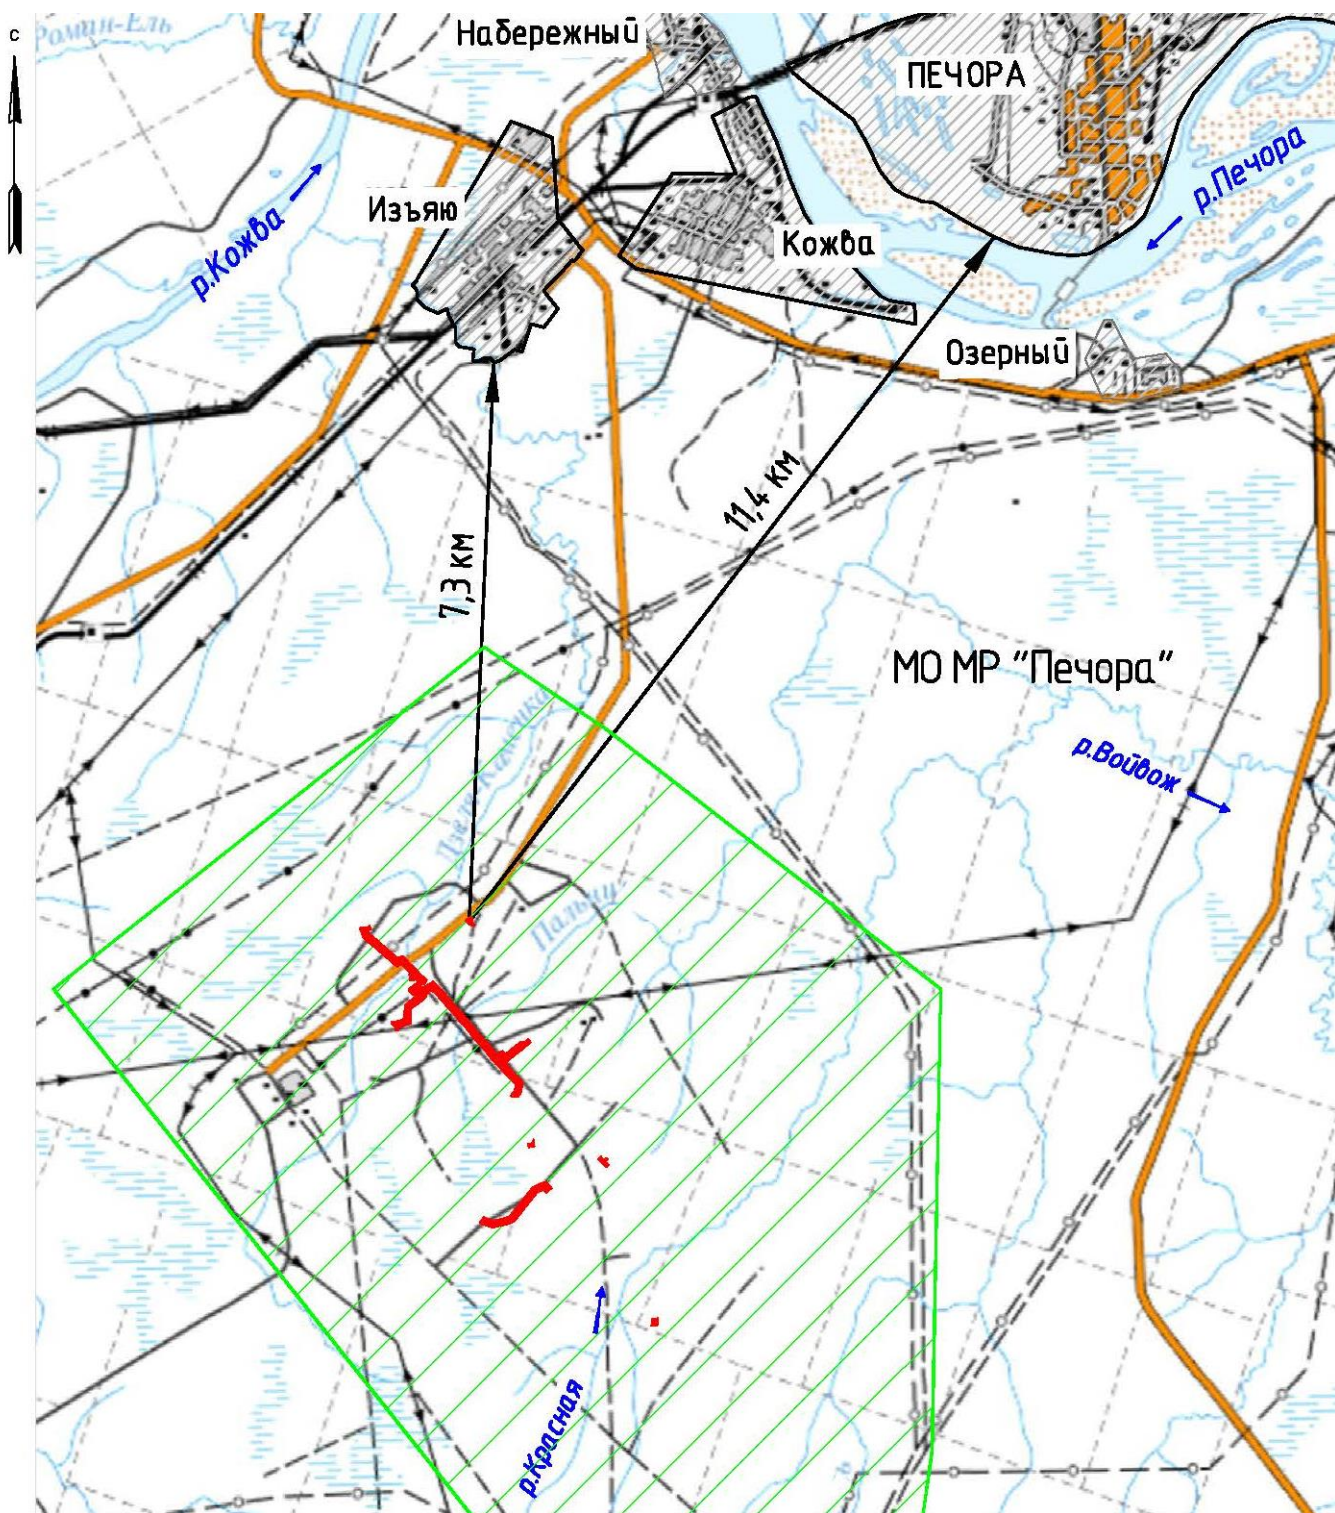 с
Роман-Ель
Набережный
ПЕЧОРА
р.Печора
Изъяю
р.Кожва
Кожва
Озерный
11,4 км
7,3 км
МО МР "Печора"
р.Войвож
р.Красная